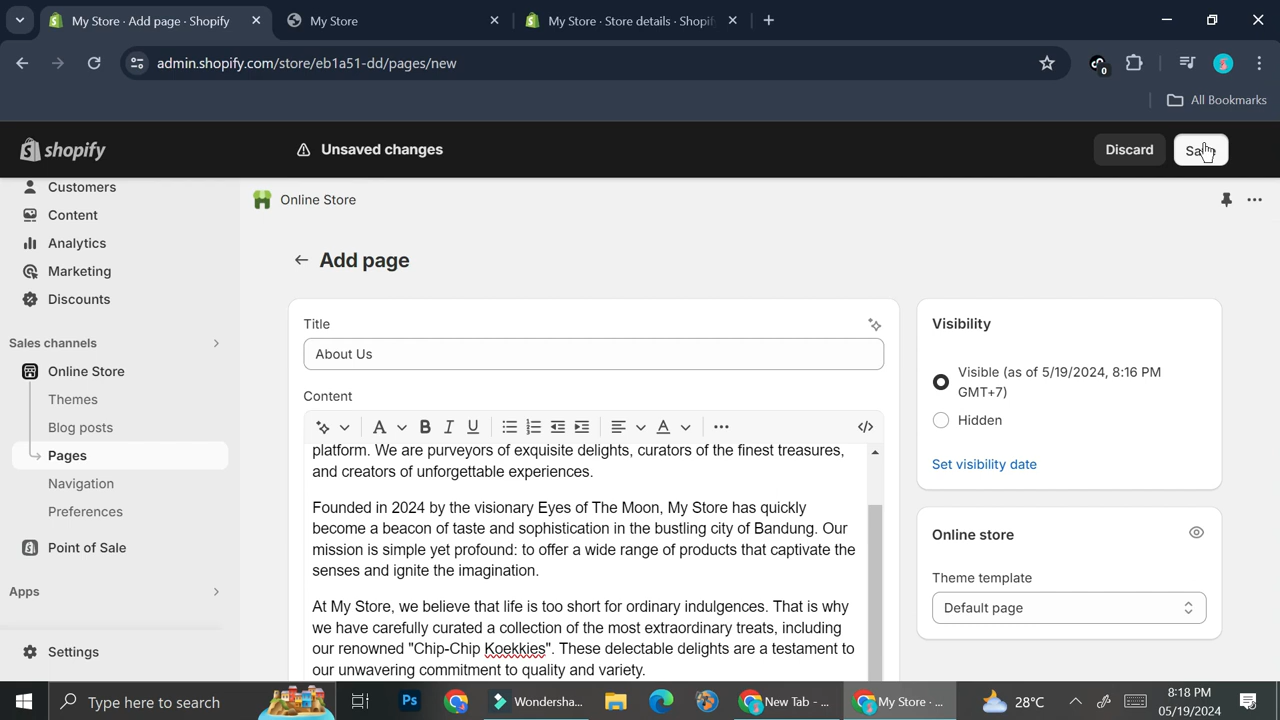 My Store · Add page · Shopify
My Store
My Store · Store details · Shopif
admin.shopify.com/store/eb1a51-dd/pages/new
0
All Bookmarks
shopify
Unsaved changes
Discard
Customers
Content
Analytics
Marketing
Discounts
Sales channels
Online Store
Themes
Blog posts
Pages
Navigation
Preferences
Point of Sale
Apps
Settings
Online Store
Add page
Title
About Us
Content
platform. We are purveyors of exquisite delights, curators of the finest treasures,
and creators of unforgettable experiences.
Founded in 2024 by the visionary Eyes of The Moon, My Store has quickly
become a beacon of taste and sophistication in the bustling city of Bandung. Our
mission is simple yet profound: to offer a wide range of products that captivate the
senses and ignite the imagination.
At My Store, we believe that life is too short for ordinary indulgences. That is why
we have carefully curated a collection of the most extraordinary treats, including
our renowned "Chip-Chip Koekkies". These delectable delights are a testament to
our unwavering commitment to quality and variety.
Visibility
Visible (as of 5/19/2024, 8:16 PM
GMT+7)
Hidden
Set visibility date
Online store
Theme template
Default page
Type here to search
Ps
Wondersha...
New Tab - ...
My Store · ...
28°C
8:18 PM
05/19/2024